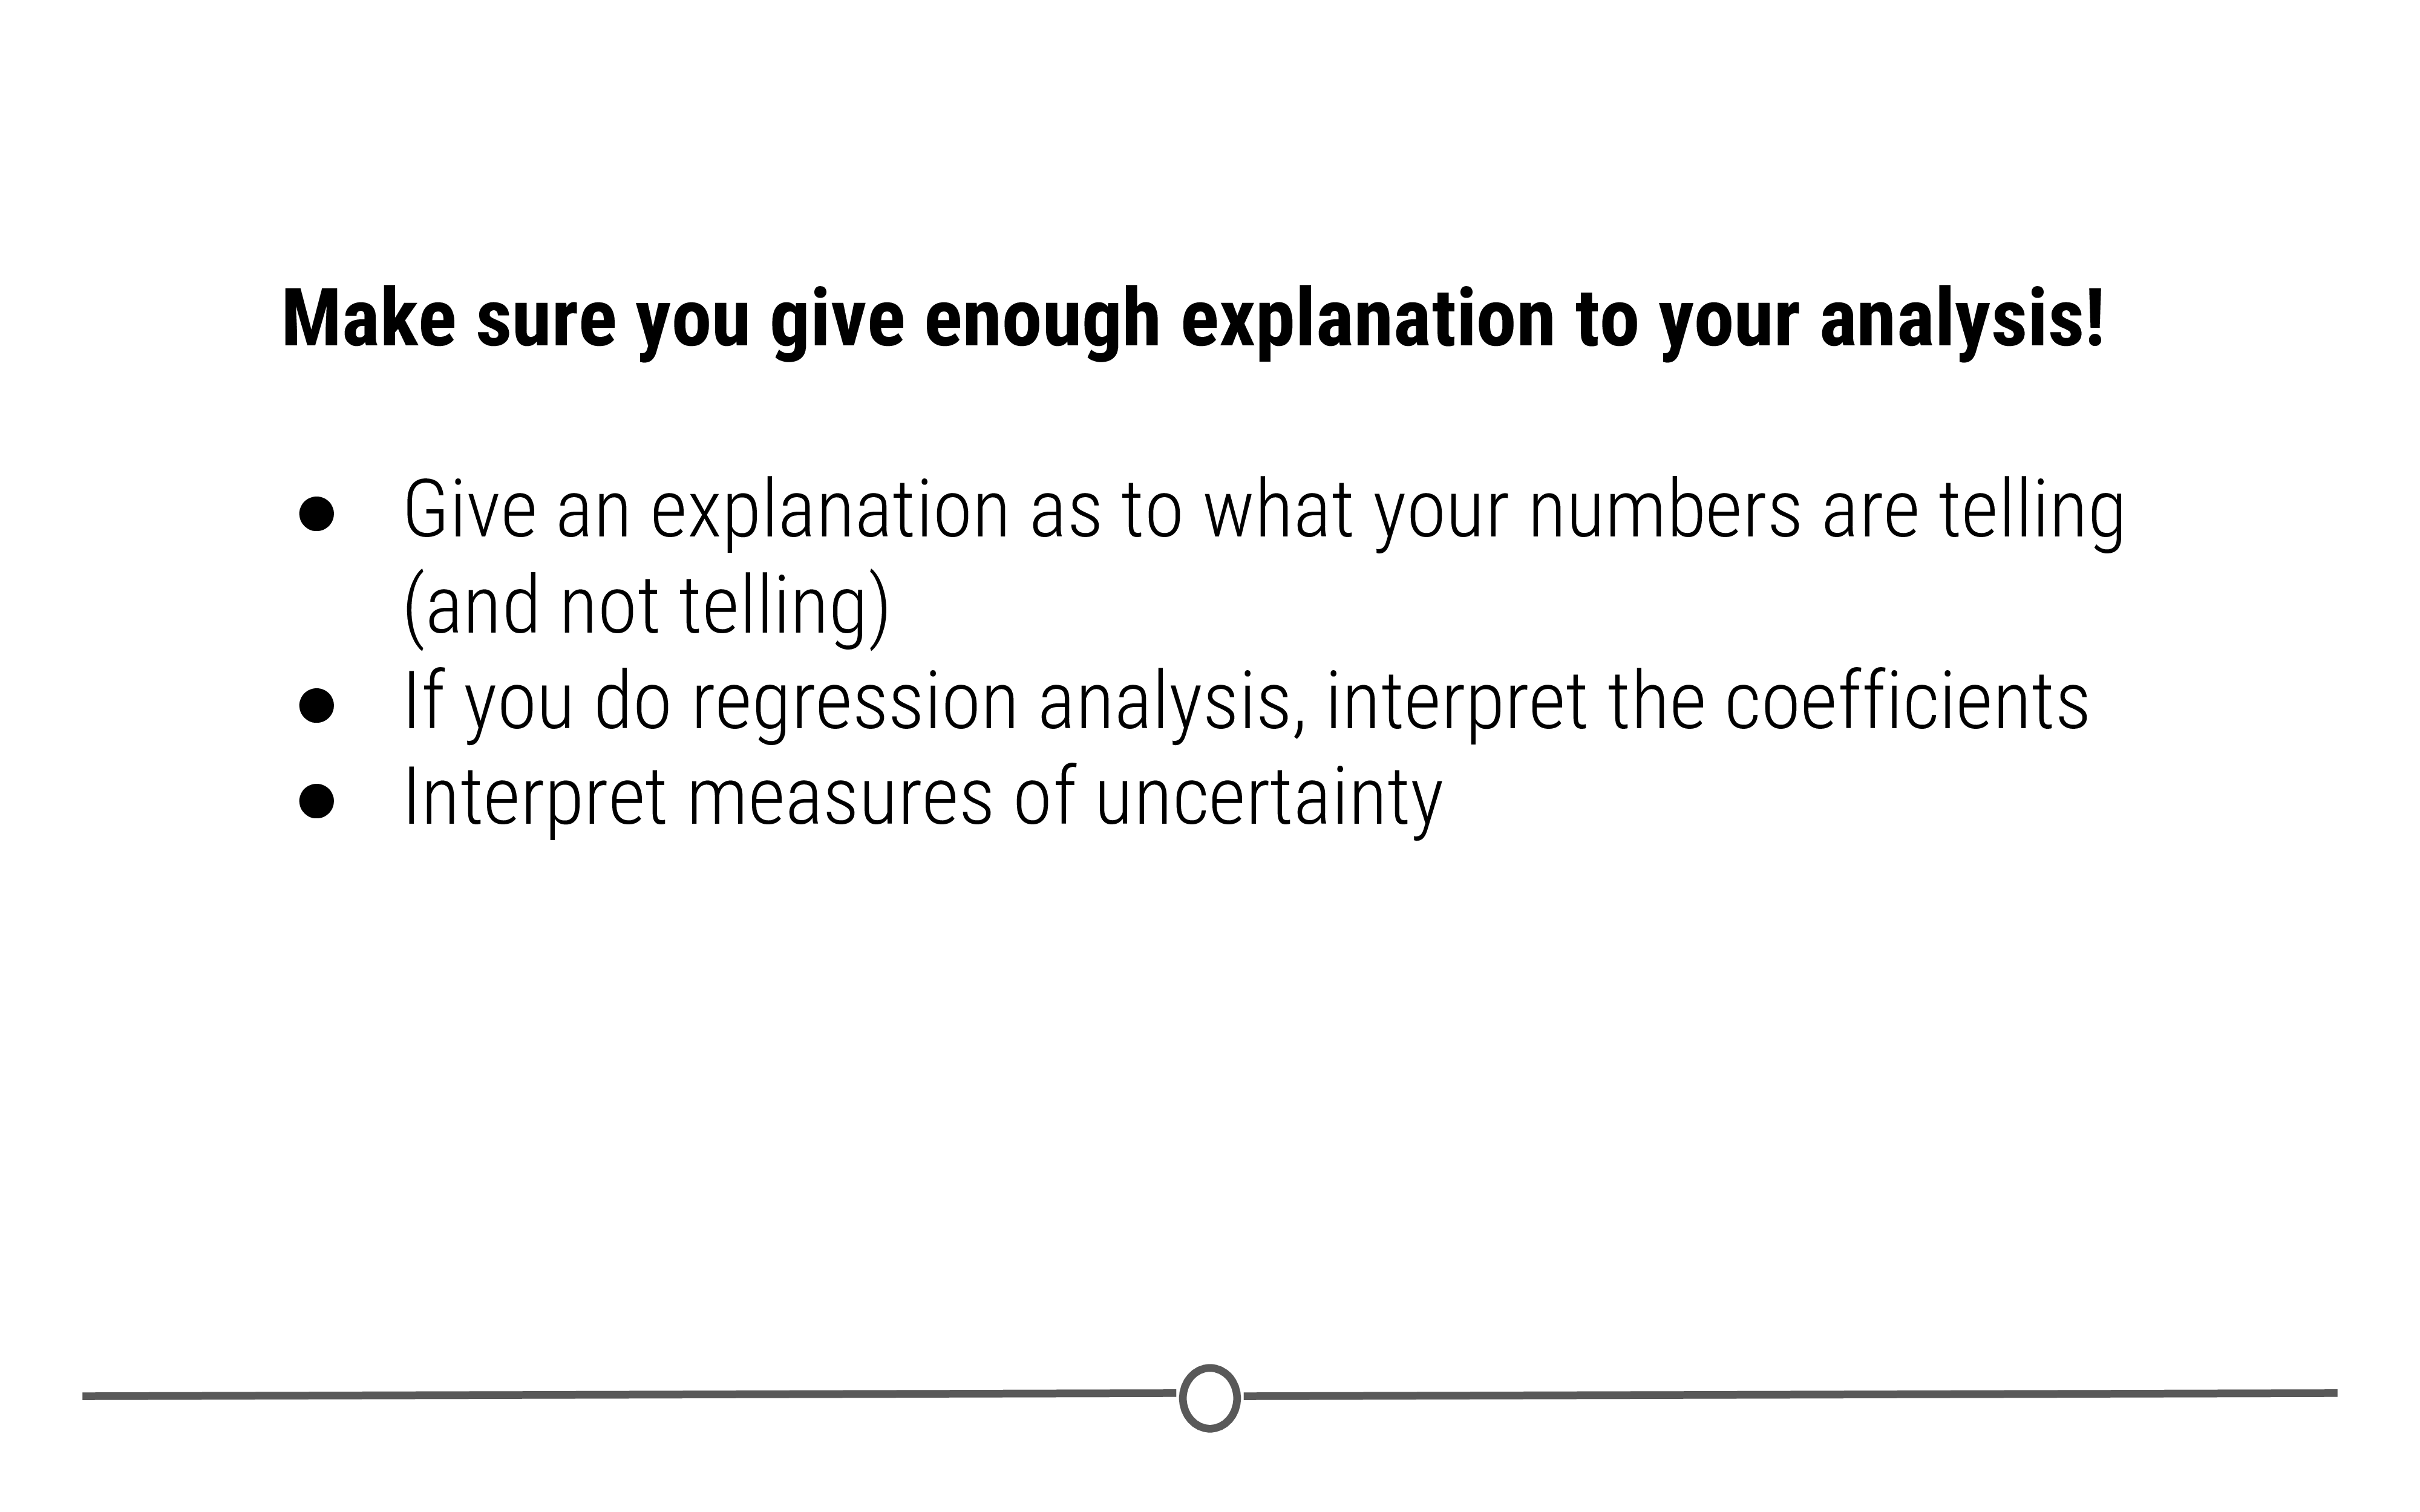 Make sure you give enough explanation to your analysis!
● Give an explanation as to what your numbers are telling
(and not telling)
● If you do regression analysis, interpret the coefficients
● Interpret measures of uncertainty